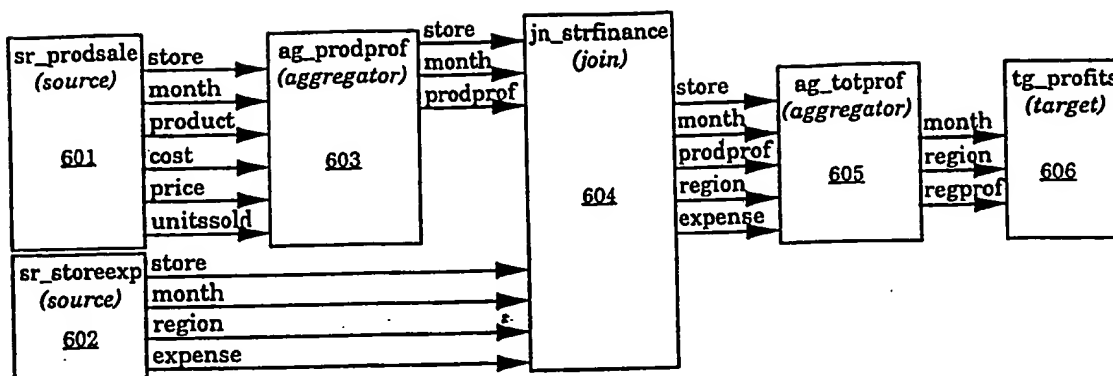 sr_prodsale
(source)
601
store
month
product
cost
price
unitssold
ag_prodprof
(aggregator)
603
store
month
prodprof
jn_strfinance
(join)
604
sr_storeexp
(source)
602
store
month
region
expense
store
month
prodprof
region
expense
ag_totprof
(aggregator)
605
month
region
regprof
tg_profits
(target)
606